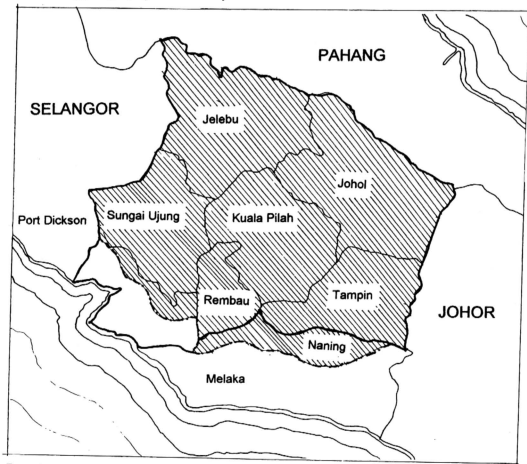 PAHANG
SELANGOR
Jelebu
Johol
Port Dickson
Sungai Ujung
Kuala Pilah
Rembau
Tampin
JOHOR
Naning
Melaka